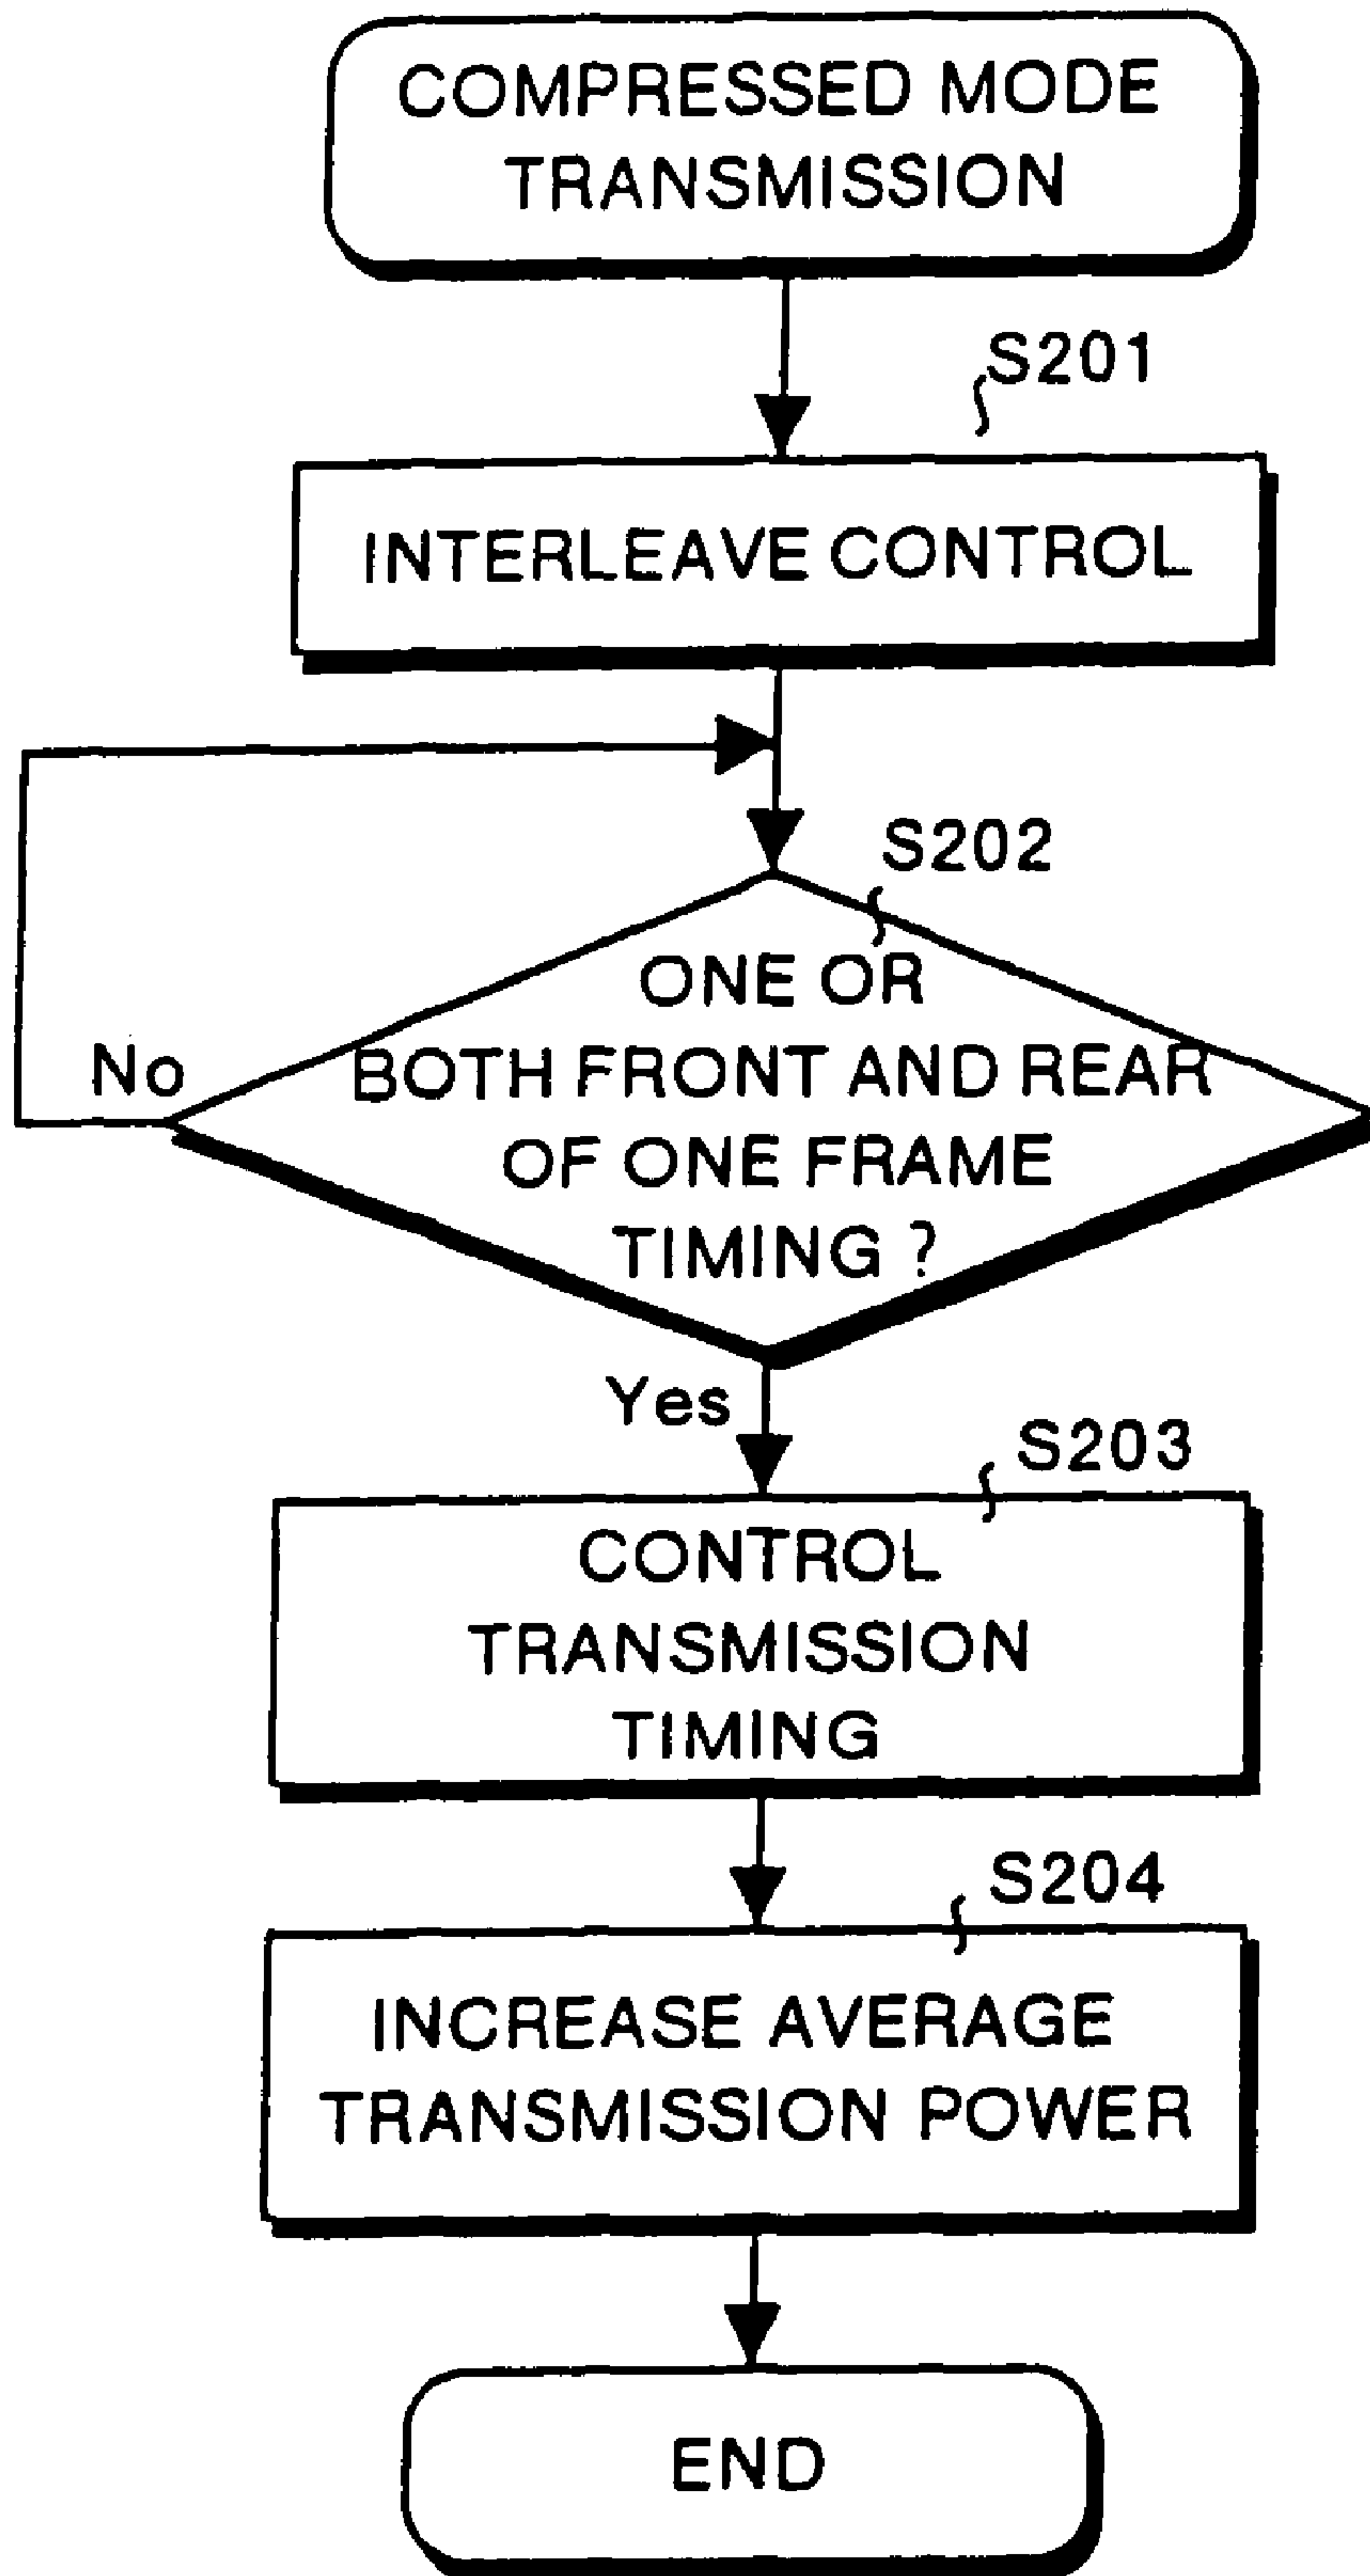 COMPRESSED MODE
TRANSMISSION
S201
INTERLEAVE CONTROL
S202
ONE OR
No
BOTH FRONT AND REAR
OF ONE FRAME
TIMING ?
Yes
S203
CONTROL
TRANSMISSION
TIMING
S204
INCREASE AVERAGE
TRANSMISSION POWER
END